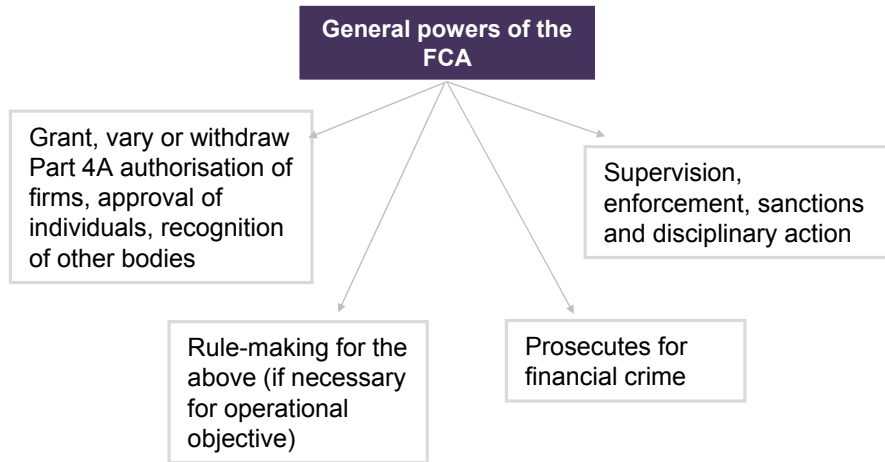 General powers of the
FCA
Grant, vary or withdraw
Part 4A authorisation of
firms, approval of
individuals, recognition
of other bodies
Supervision,
enforcement, sanctions
and disciplinary action
Rule-making for the
above (if necessary
for operational
objective)
Prosecutes for
financial crime